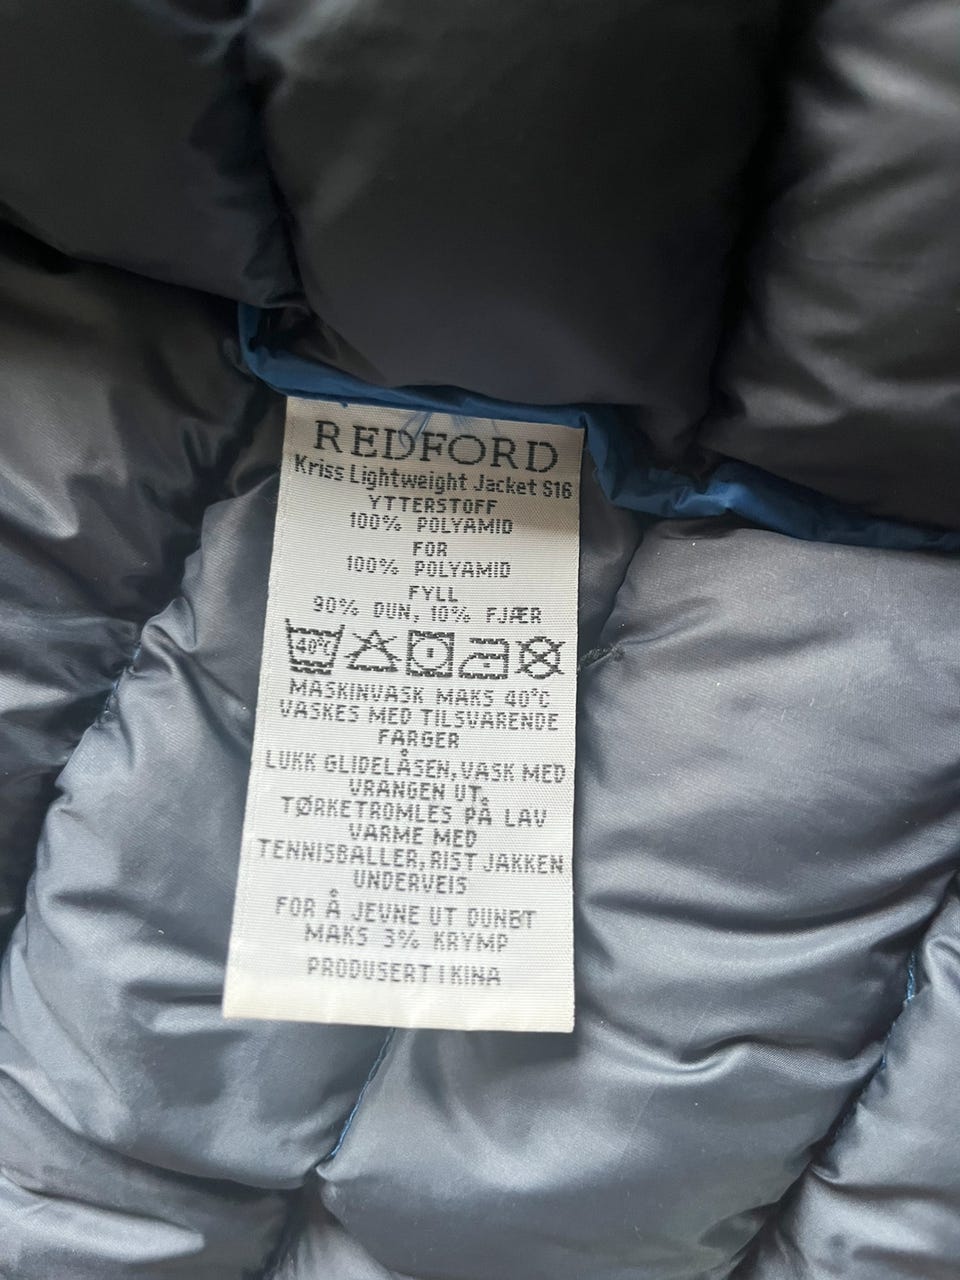 REDFORD
Kriss Lightweight Jacket S16
YTTERSTOFF
100% POLYAMID
FOR
100% POLYAMID
FYLL
90% DUN, 10% FJÆR
40°C
MASKINVASK MAKS 40°C
VASKES MED TILSVARENDE
FARGER
LUKK GLIDELÅSEN, VASK MED
VRANGEN UT,
TØRKETROMLES PÅ LAV
VARME MED
TENNISBALLER, RIST JAKKEN
UNDERVEIS
FOR Å JEVNE UT DUNET
MAKS 3% KRYMP
PRODUSERT I KINA